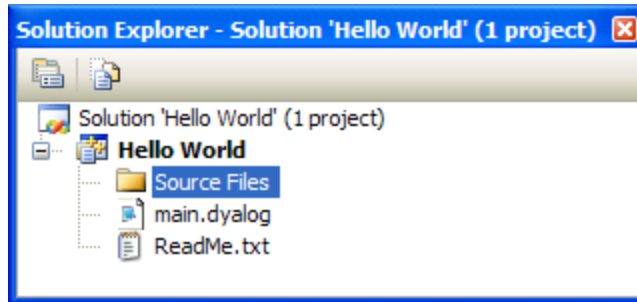 Solution Explorer - Solution 'Hello World' (1 project)
Solution 'Hello World' (1 project)
Hello World
Source Files
main.dyalog
ReadMe.txt